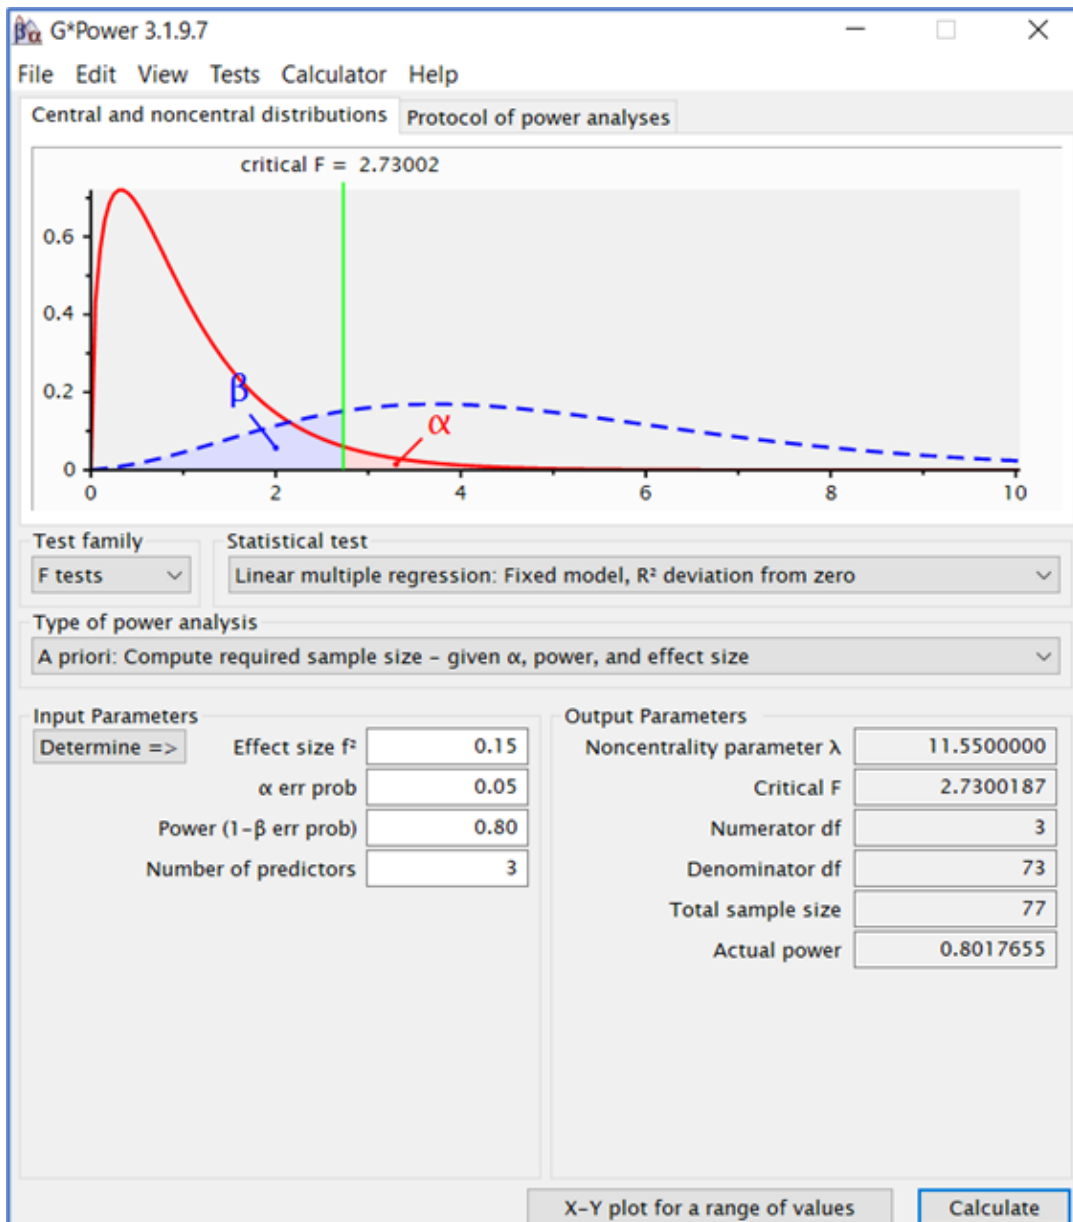 βα G*Power 3.1.9.7
File Edit View Tests Calculator Help
Central and noncentral distributions Protocol of power analyses
critical F = 2.73002
0.6
0.4
0.2
0
β
α
0 2 4 6 8 10
Test family Statistical test
F tests Linear multiple regression: Fixed model, R² deviation from zero
Type of power analysis
A priori: Compute required sample size – given α, power, and effect size
Input Parameters
Determine => Effect size f² 0.15
α err prob 0.05
Power (1–β err prob) 0.80
Number of predictors 3
Output Parameters
Noncentrality parameter λ 11.5500000
Critical F 2.7300187
Numerator df 3
Denominator df 73
Total sample size 77
Actual power 0.8017655
X-Y plot for a range of values Calculate